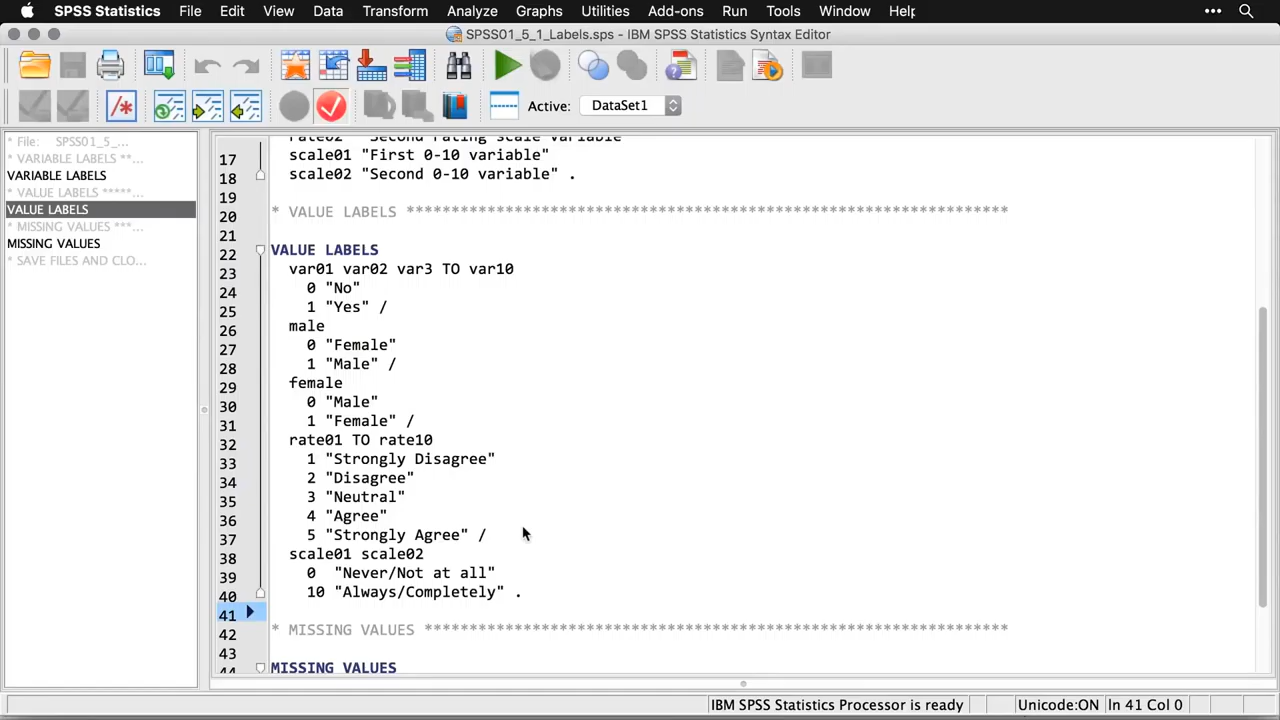 SPSS Statistics File Edit View Data Transform Analyze Graphs Utilities Add-ons Run Tools Window Help
SPSS01_5_1_Labels.sps - IBM SPSS Statistics Syntax Editor
Active: DataSet1
* File: SPSS01_5_...
* VARIABLE LABELS **...
VARIABLE LABELS
* VALUE LABELS *****...
VALUE LABELS
* MISSING VALUES ***...
MISSING VALUES
* SAVE FILES AND CLO...
rate02 "Second rating scale variable"
17 scale01 "First 0-10 variable"
18 scale02 "Second 0-10 variable" .
19
20 * VALUE LABELS *******************************************************************
21
22 VALUE LABELS
23 var01 var02 var3 TO var10
24 0 "No"
25 1 "Yes" /
26 male
27 0 "Female"
28 1 "Male" /
29 female
30 0 "Male"
31 1 "Female" /
32 rate01 TO rate10
33 1 "Strongly Disagree"
34 2 "Disagree"
35 3 "Neutral"
36 4 "Agree"
37 5 "Strongly Agree" /
38 scale01 scale02
39 0 "Never/Not at all"
40 10 "Always/Completely" .
41
42 * MISSING VALUES *****************************************************************
43
44 MISSING VALUES
IBM SPSS Statistics Processor is ready Unicode:ON In 41 Col 0